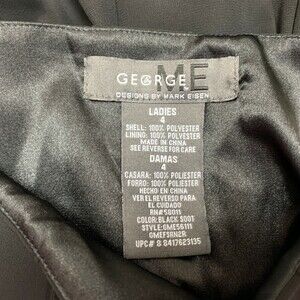 GEORGE ME
DESIGNS BY MARK EISEN
LADIES
4
SHELL: 100% POLYESTER
LINING: 100% POLYESTER
MADE IN CHINA
SEE REVERSE FOR CARE
DAMAS
4
CASARA: 100% POLYESTER
FORRO: 100% POLYESTER
HECHO EN CHINA
VER EL REVERSO PARA
EL CUIDADO
RN# 58011
COLOR: BLACK S001
STYLE: GME56111
UPC# 8 8417623135